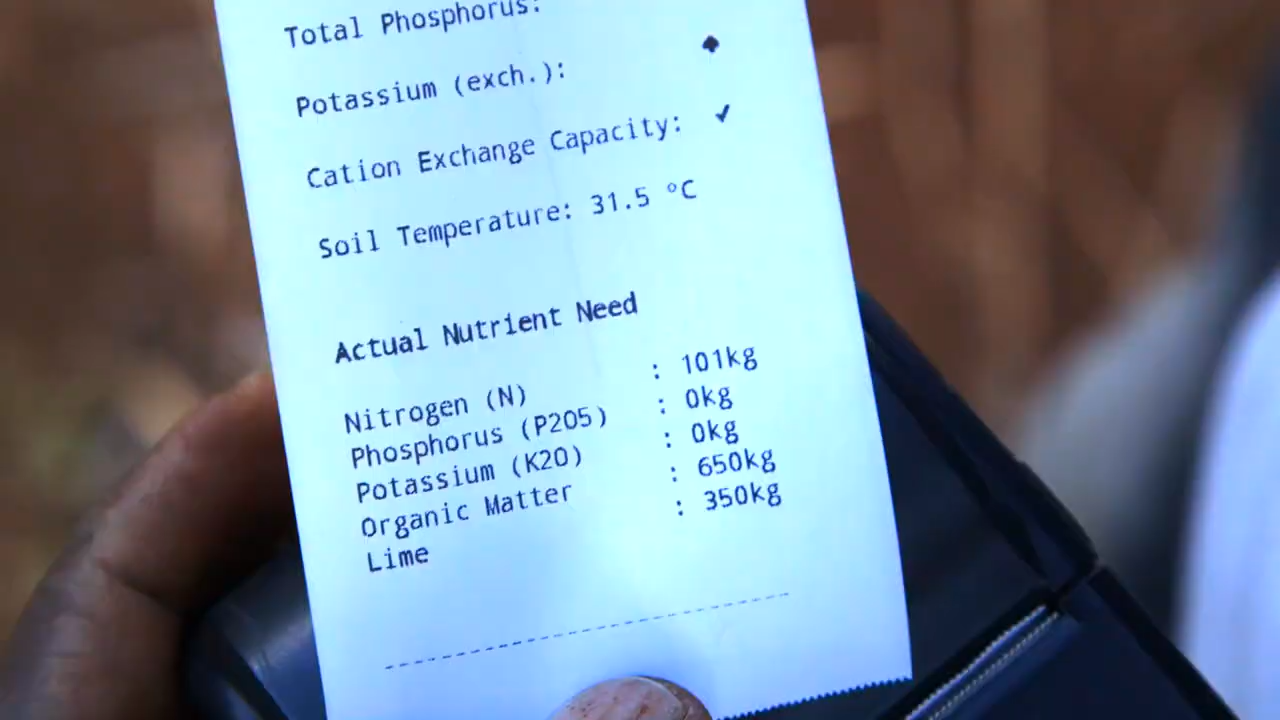 Total Phosphorus:
Potassium (exch.): ♠
Cation Exchange Capacity: ✓
Soil Temperature: 31.5 °C
Actual Nutrient Need
Nitrogen (N) : 101kg
Phosphorus (P2O5) : 0kg
Potassium (K2O) : 0kg
Organic Matter : 650kg
Lime : 350kg